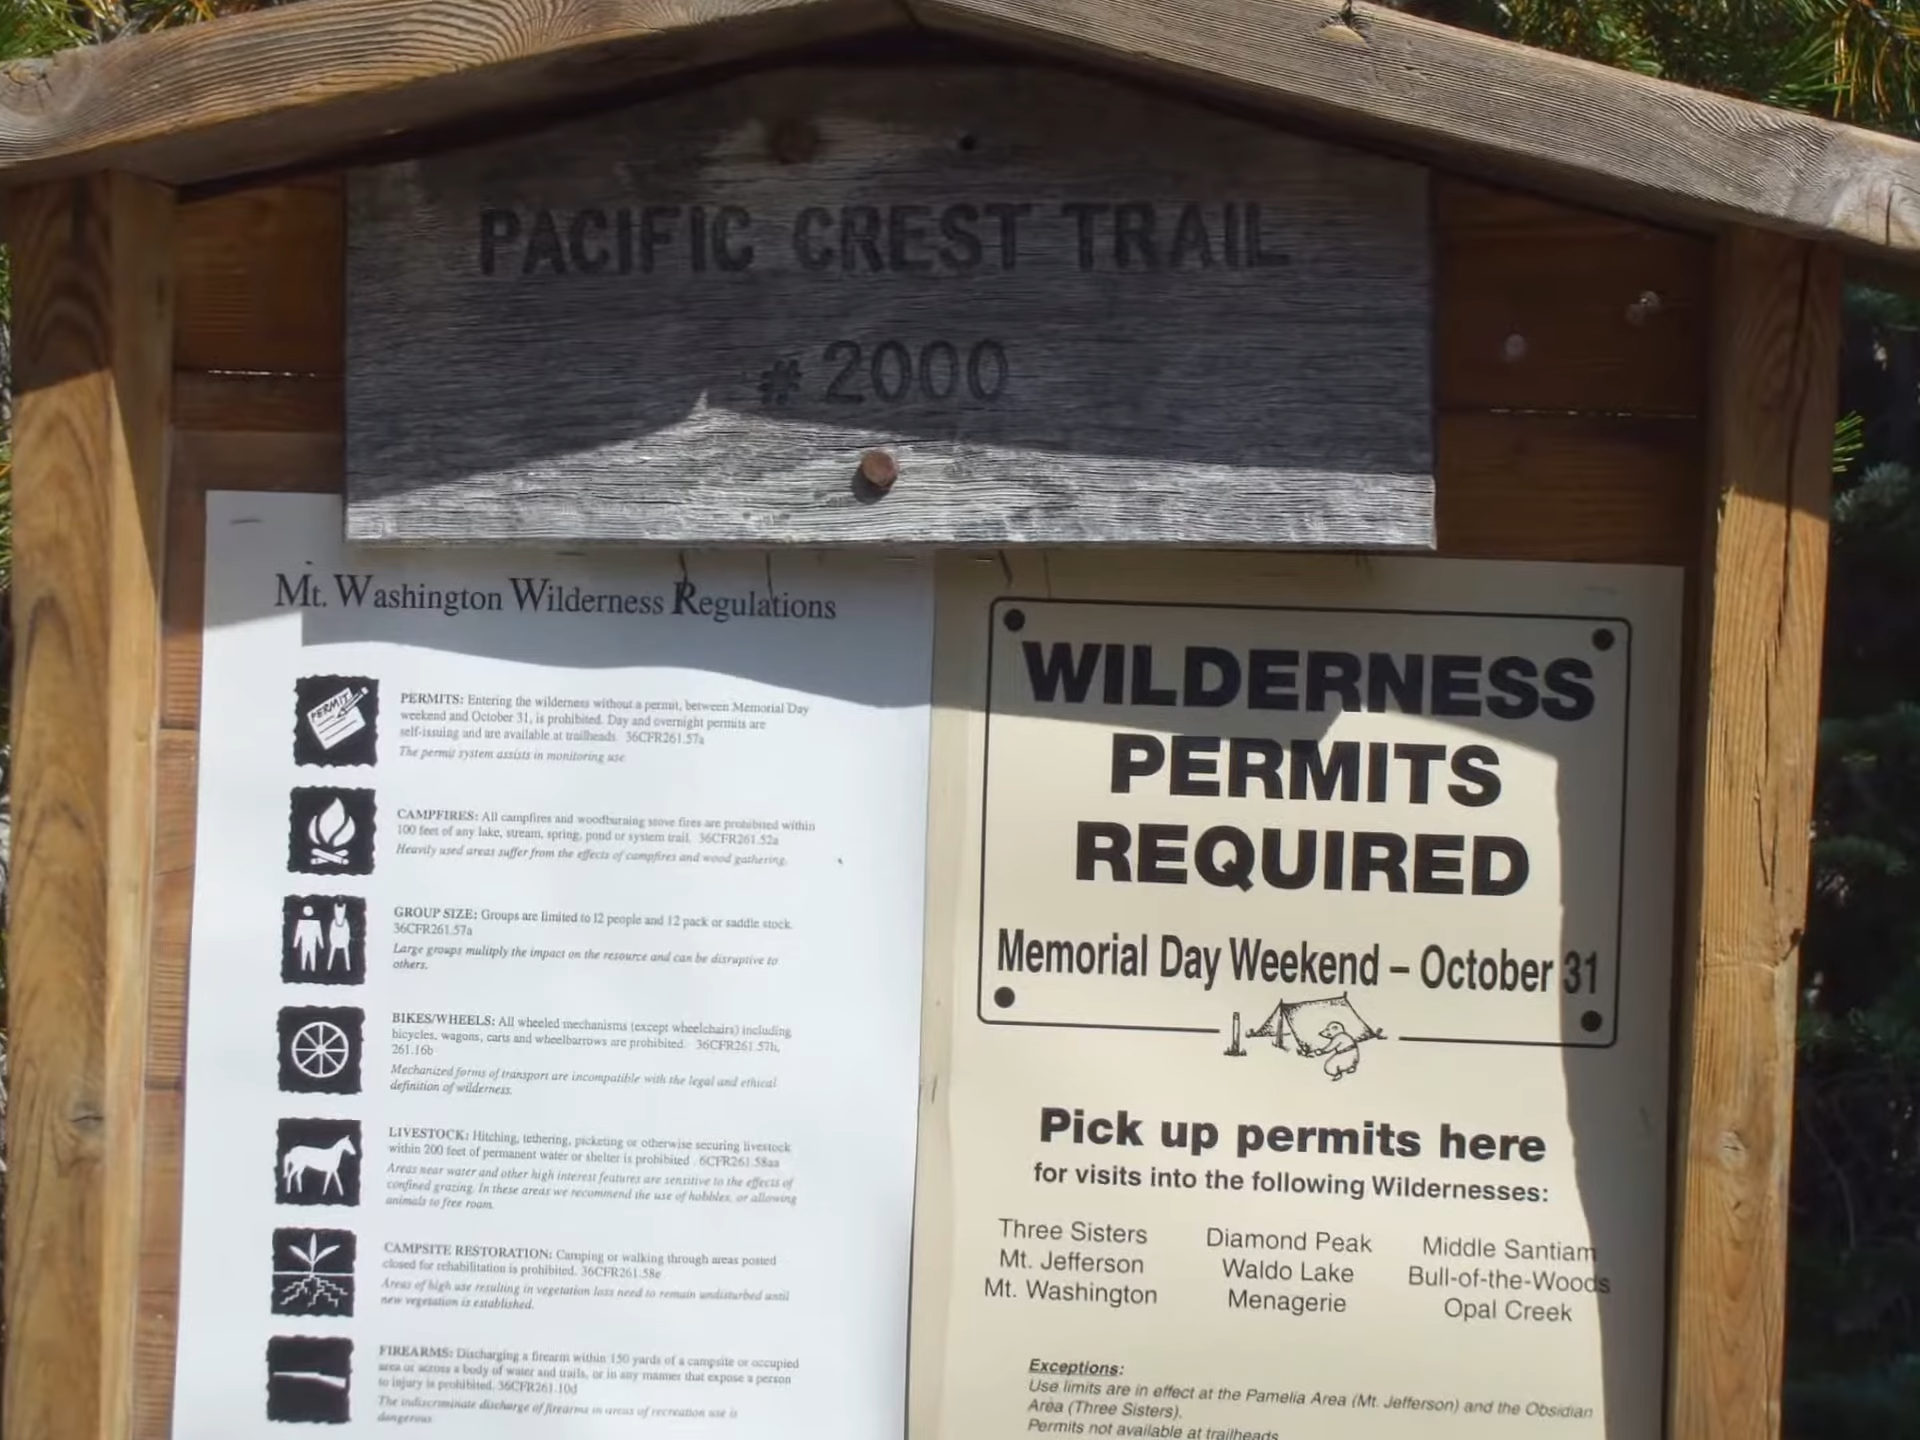 PACIFIC CREST TRAIL
# 2000
Mt. Washington Wilderness Regulations
PERMIT
PERMITS: Entering the wilderness without a permit, between Memorial Day
weekend and October 31, is prohibited. Day and overnight permits are
self-issuing and are available at trailheads. 36CFR261.57a
The permit system assists in monitoring use.
CAMPFIRES: All campfires and woodburning stove fires are prohibited within
100 feet of any lake, stream, spring, pond or system trail. 36CFR261.52a
Heavily used areas suffer from the effects of campfires and wood gathering.
GROUP SIZE: Groups are limited to 12 people and 12 pack or saddle stock.
36CFR261.57a
Large groups mulitply the impact on the resource and can be disruptive to
others.
BIKES/WHEELS: All wheeled mechanisms (except wheelchairs) including
bicycles, wagons, carts and wheelbarrows are prohibited. 36CFR261.57h,
261.16b
Mechanized forms of transport are incompatible with the legal and ethical
definition of wilderness.
LIVESTOCK: Hitching, tethering, picketing or otherwise securing livestock
within 200 feet of permanent water or shelter is prohibited . 6CFR261.58aa
Areas near water and other high interest features are sensitive to the effects of
confined grazing. In these areas we recommend the use of hobbles, or allowing
animals to free roam.
CAMPSITE RESTORATION: Camping or walking through areas posted
closed for rehabilitation is prohibited. 36CFR261.58e
Areas of high use resulting in vegetation loss need to remain undisturbed until
new vegetation is established.
FIREARMS: Discharging a firearm within 150 yards of a campsite or occupied
area or across a body of water and trails, or in any manner that expose a person
to injury is prohibited. 36CFR261.10d
The indiscriminate discharge of firearms in areas of recreation use is
dangerous.
WILDERNESS
PERMITS
REQUIRED
Memorial Day Weekend – October 31
Pick up permits here
for visits into the following Wildernesses:
Three Sisters Diamond Peak Middle Santiam
Mt. Jefferson Waldo Lake Bull-of-the-Woods
Mt. Washington Menagerie Opal Creek
Exceptions:
Use limits are in effect at the Pamelia Area (Mt. Jefferson) and the Obsidian
Area (Three Sisters).
Permits not available at trailheads